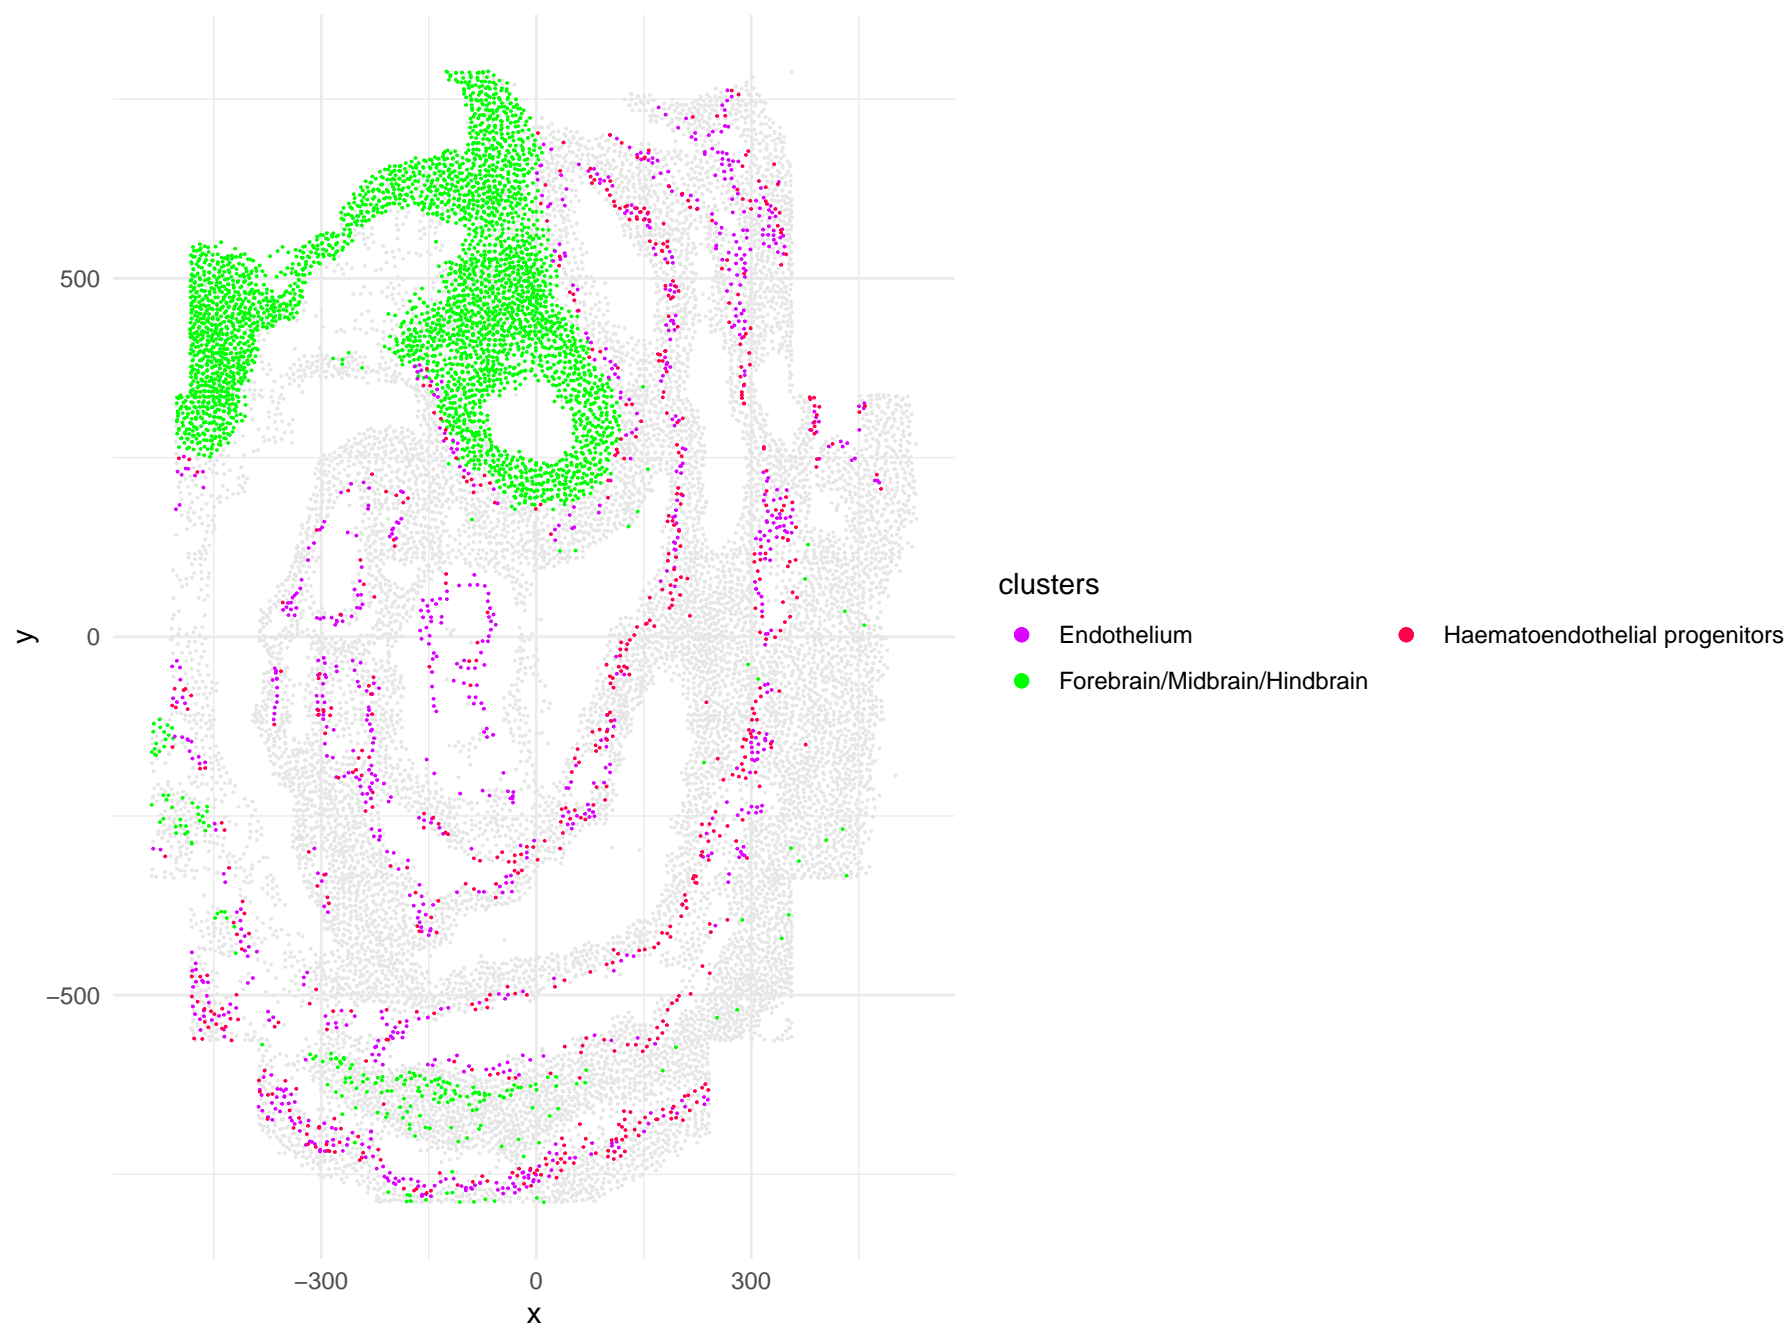 500
0
−500
y
−300
0
300
x
clusters
Endothelium
Haematoendothelial progenitors
Forebrain/Midbrain/Hindbrain